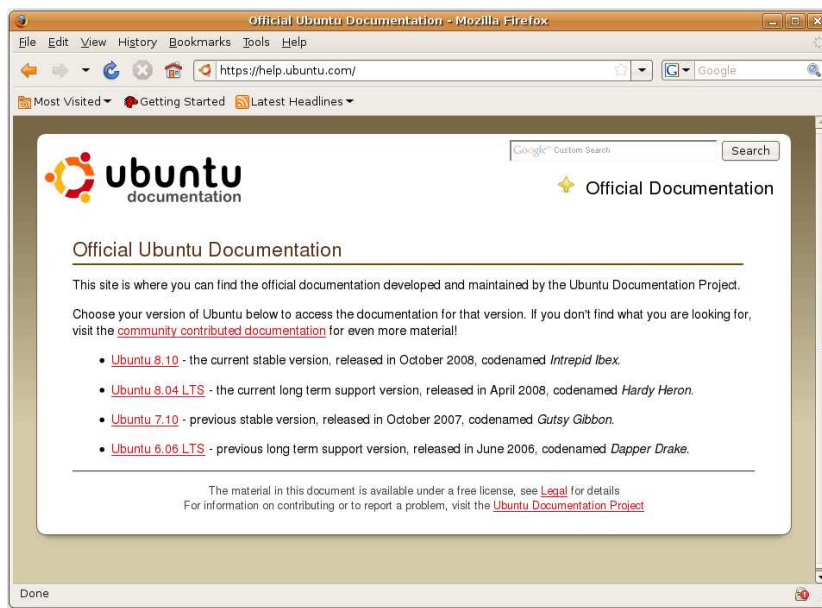 Official Ubuntu Documentation - Mozilla Firefox
File Edit View History Bookmarks Tools Help
https://help.ubuntu.com/
G Google
Most Visited Getting Started Latest Headlines
Google™ Custom Search Search
ubuntu
documentation
Official Documentation
Official Ubuntu Documentation
This site is where you can find the official documentation developed and maintained by the Ubuntu Documentation Project.
Choose your version of Ubuntu below to access the documentation for that version. If you don't find what you are looking for,
visit the community contributed documentation for even more material!
• Ubuntu 8.10 - the current stable version, released in October 2008, codenamed Intrepid Ibex.
• Ubuntu 8.04 LTS - the current long term support version, released in April 2008, codenamed Hardy Heron.
• Ubuntu 7.10 - previous stable version, released in October 2007, codenamed Gutsy Gibbon.
• Ubuntu 6.06 LTS - previous long term support version, released in June 2006, codenamed Dapper Drake.
The material in this document is available under a free license, see Legal for details
For information on contributing or to report a problem, visit the Ubuntu Documentation Project
Done